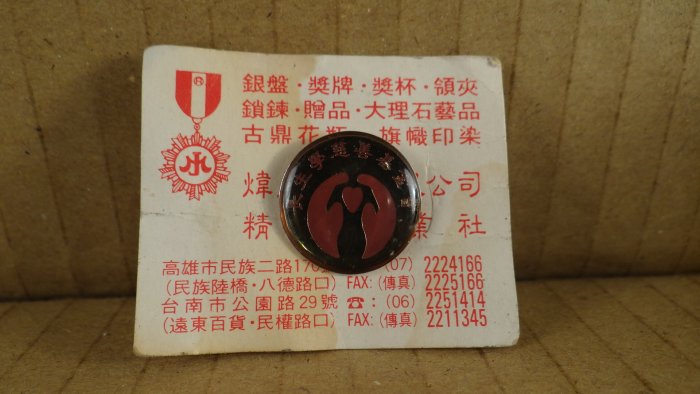 銀盤·獎牌·獎杯·領夾
鎖鍊·贈品·大理石藝品
古鼎花瓶 旗幟印染
煒 公司
精 社
高雄市民族二路17 (07) 2224166
(民族陸橋·八德路口) FAX: (傳真) 2225166
台南市公園路29號☎: (06) 2251414
(遠東百貨·民權路口) FAX: (傳真) 2211345